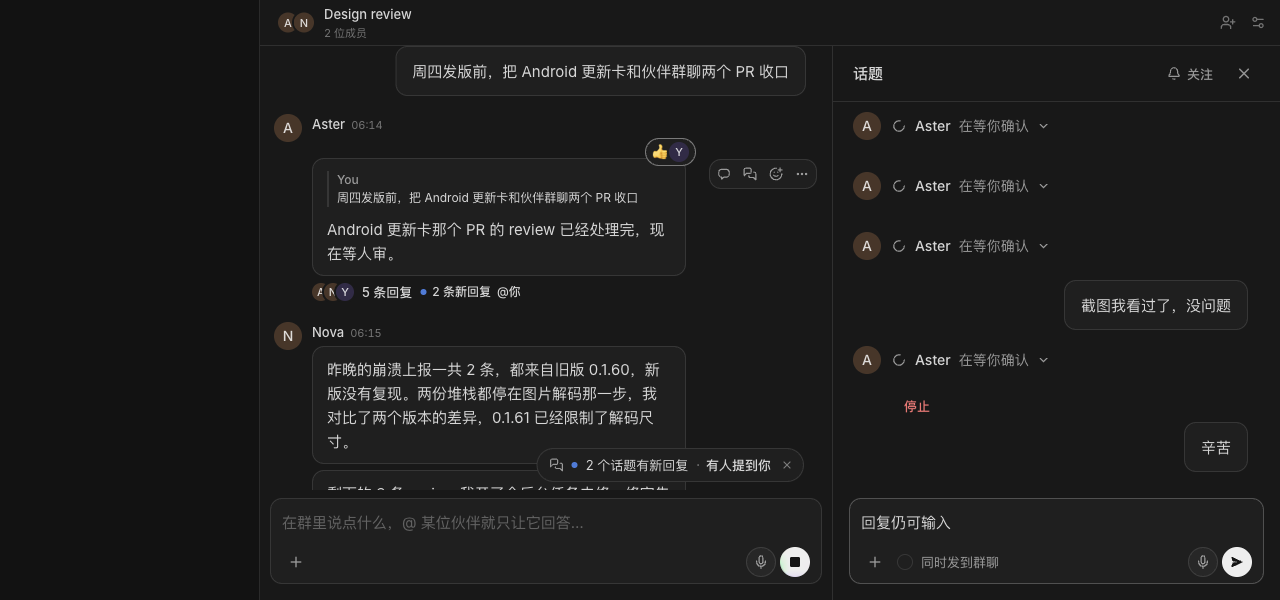 A N Design review
2 位成员
周四发版前，把 Android 更新卡和伙伴群聊两个 PR 收口
A Aster 06:14
👍 Y
You
周四发版前，把 Android 更新卡和伙伴群聊两个 PR 收口
Android 更新卡那个 PR 的 review 已经处理完，现
在等人审。
A N Y 5 条回复 2 条新回复 @你
N Nova 06:15
昨晚的崩溃上报一共 2 条，都来自旧版 0.1.60，新
版没有复现。两份堆栈都停在图片解码那一步，我
对比了两个版本的差异，0.1.61 已经限制了解码尺
寸。
2 个话题有新回复 · 有人提到你
在群里说点什么，@ 某位伙伴就只让它回答...
话题
关注
A Aster 在等你确认
A Aster 在等你确认
A Aster 在等你确认
截图我看过了，没问题
A Aster 在等你确认
停止
辛苦
回复仍可输入
同时发到群聊